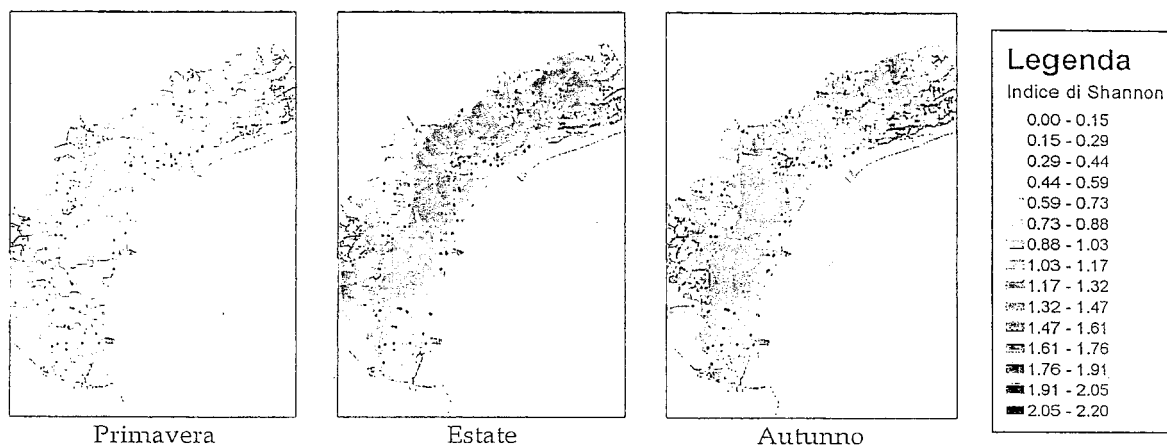 Legenda
Indice di Shannon
0.00 - 0.15
0.15 - 0.29
0.29 - 0.44
0.44 - 0.59
0.59 - 0.73
0.73 - 0.88
0.88 - 1.03
1.03 - 1.17
1.17 - 1.32
1.32 - 1.47
1.47 - 1.61
1.61 - 1.76
1.76 - 1.91
1.91 - 2.05
2.05 - 2.20
Primavera
Estate
Autunno